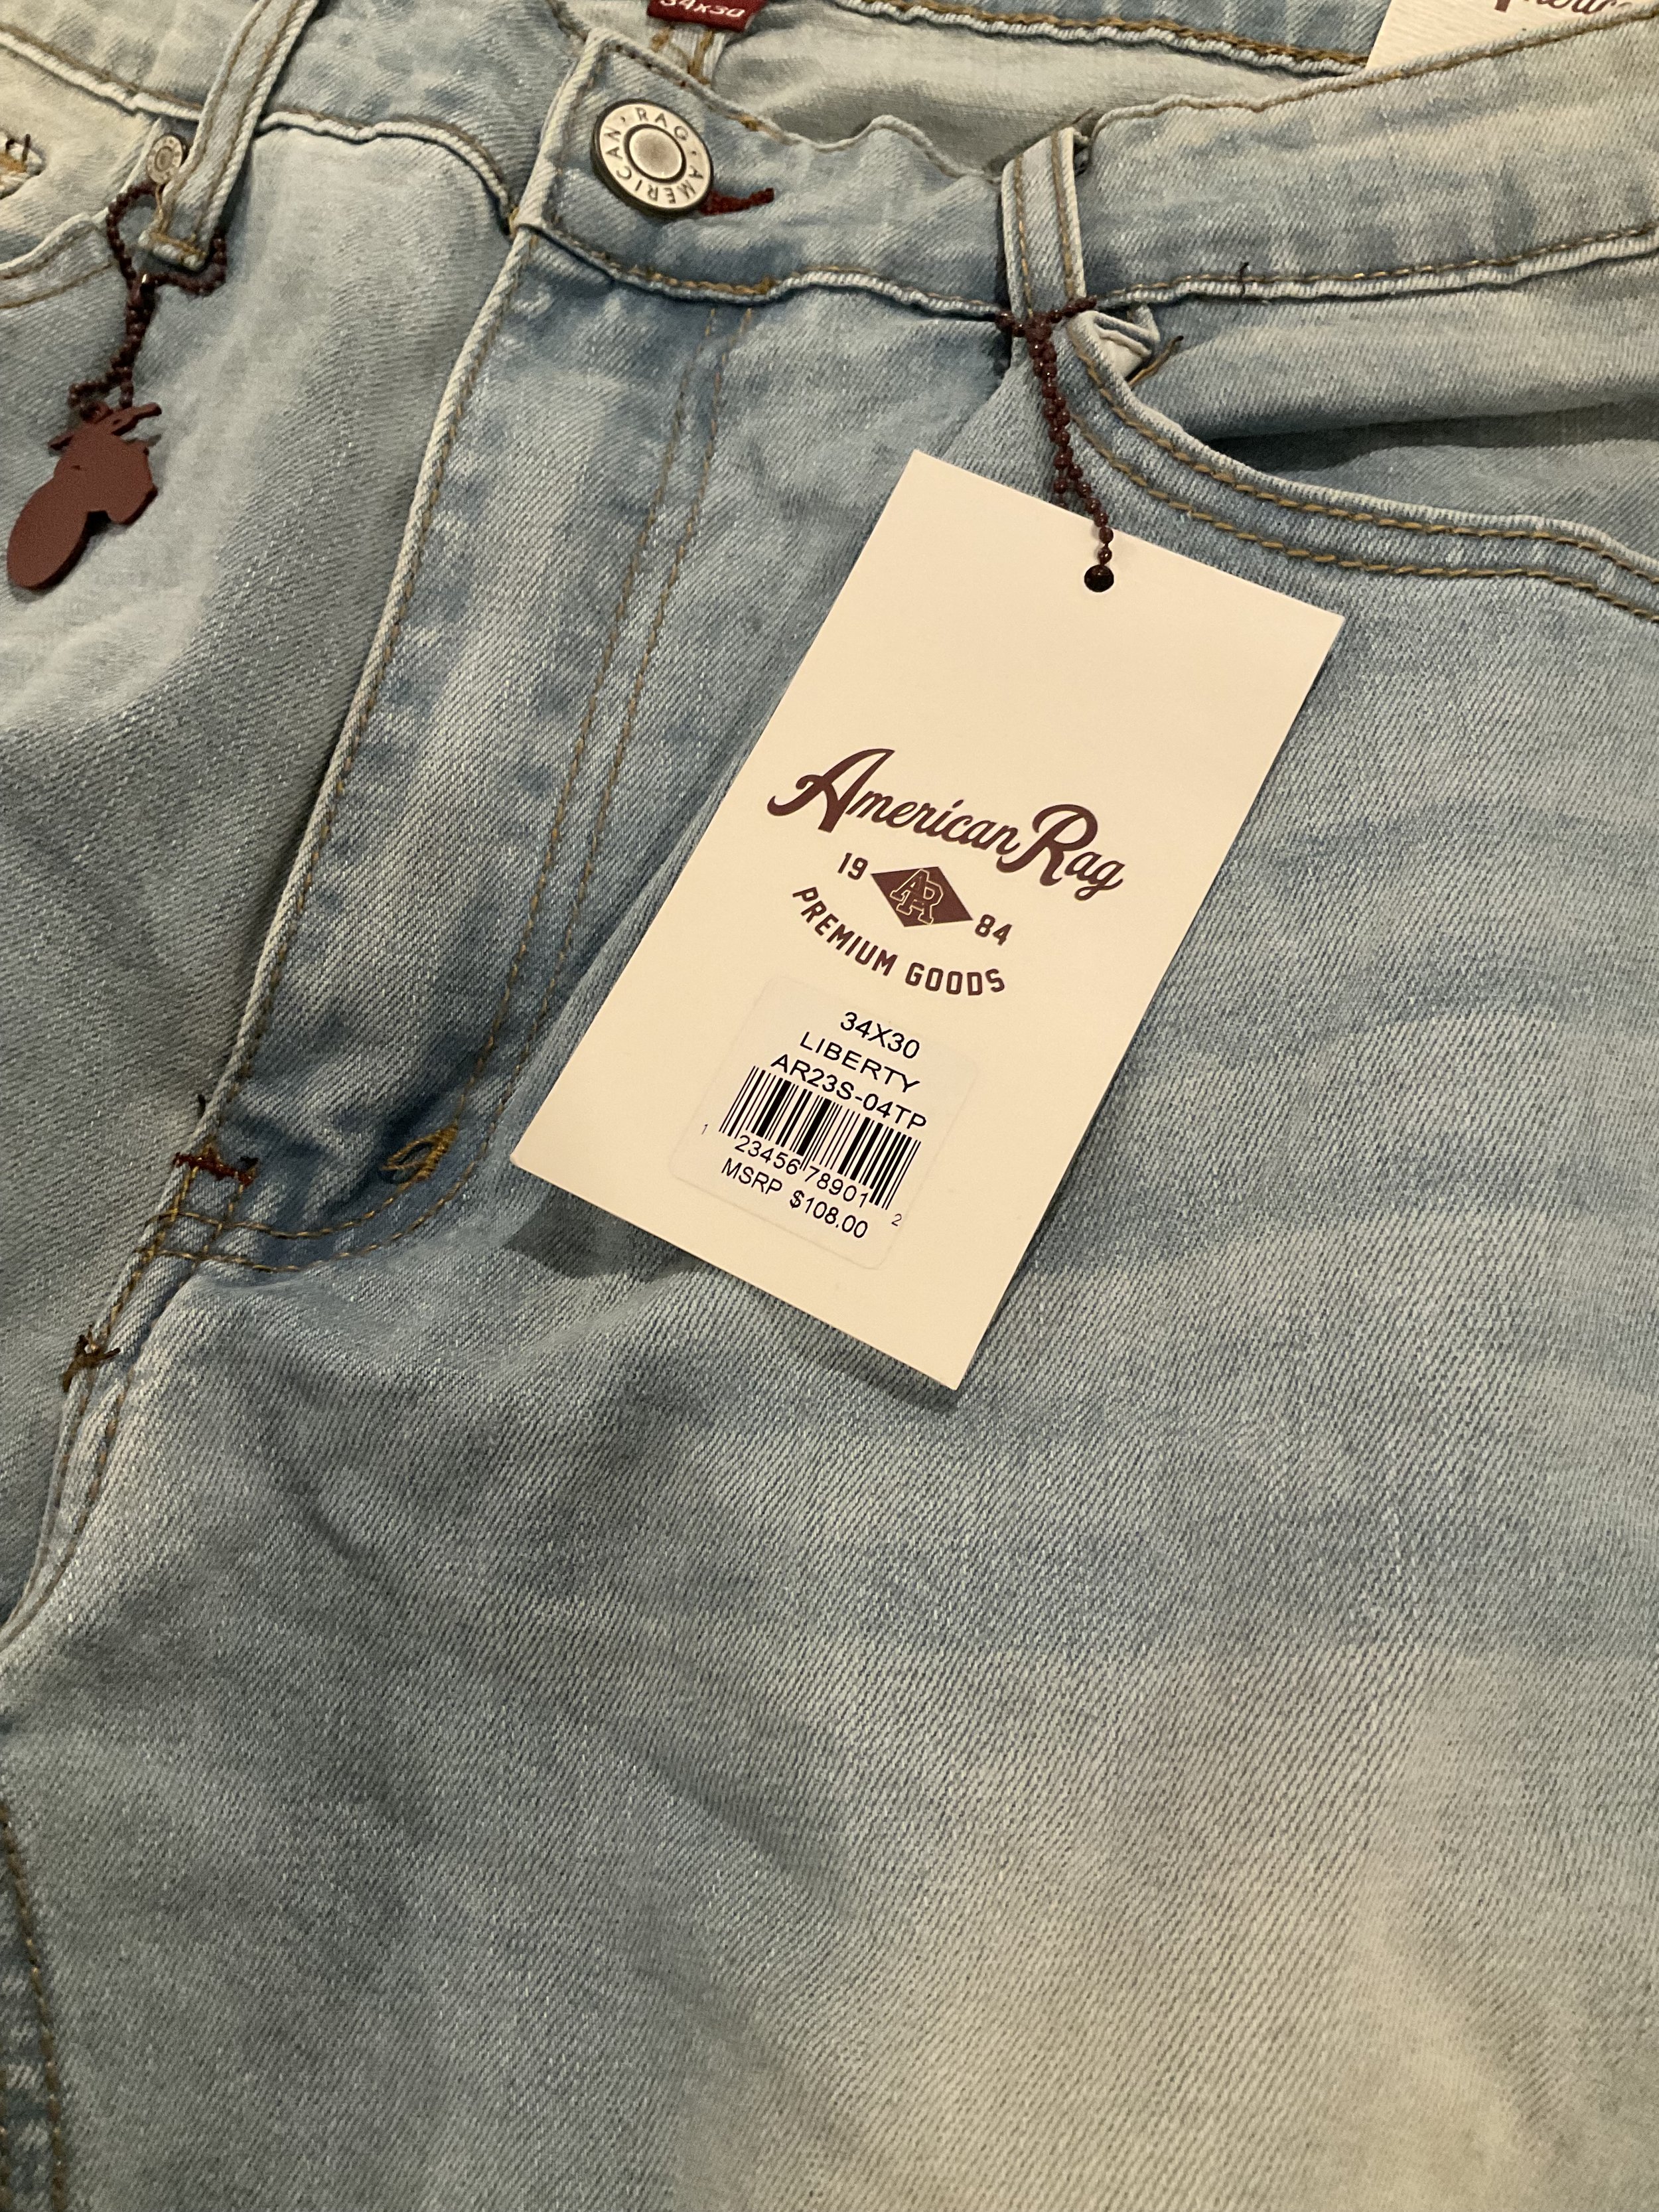 34x30
AMERICAN RAG
American Rag
19 AR 84
PREMIUM GOODS
34X30
LIBERTY
AR23S-04TP
1 23456 78901 2
MSRP $108.00